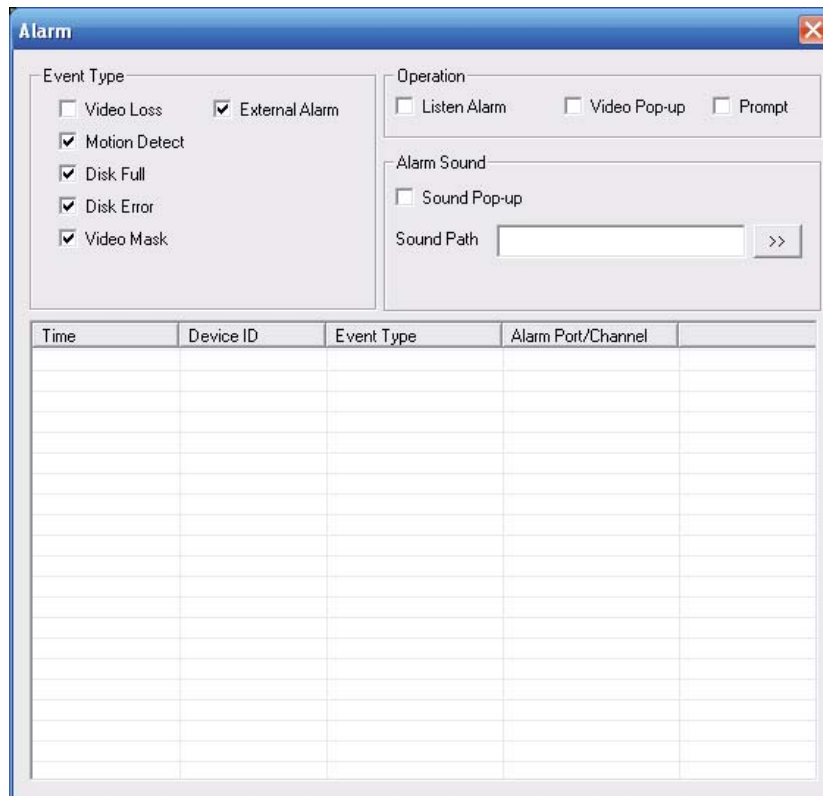 Alarm
Event Type
Video Loss
External Alarm
Motion Detect
Disk Full
Disk Error
Video Mask
Operation
Listen Alarm
Video Pop-up
Prompt
Alarm Sound
Sound Pop-up
Sound Path
>>
Time
Device ID
Event Type
Alarm Port/Channel